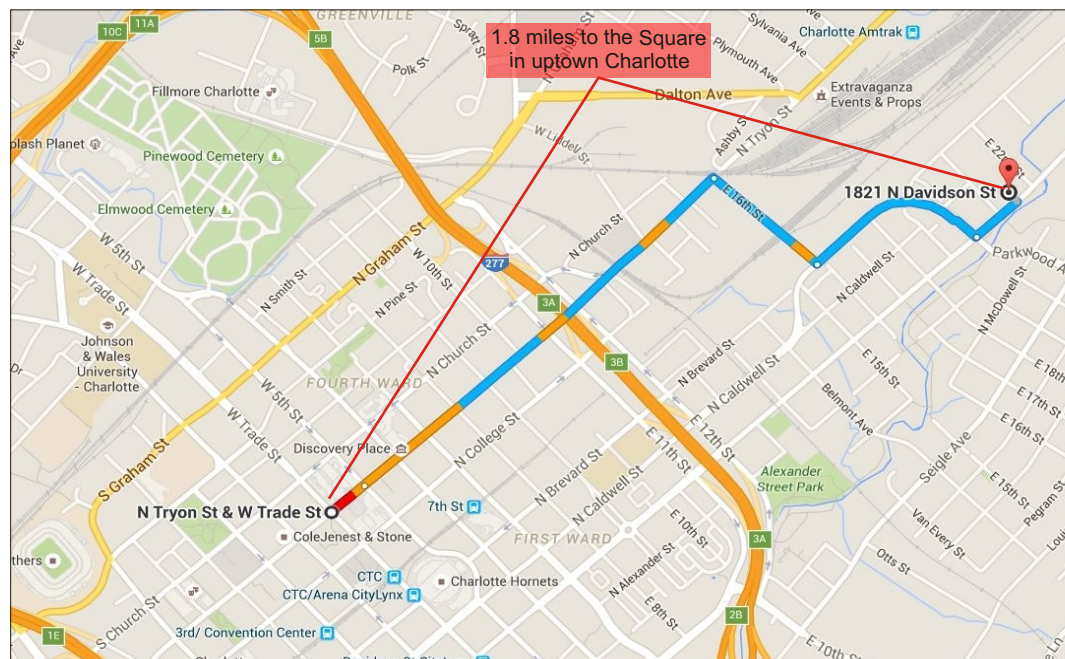 GREENVILLE
11A
10C
5B
Spratt St
Polk St
1.8 miles to the Square
in uptown Charlotte
Sylvania Ave
Plymouth Ave
Charlotte Amtrak
Dalton Ave
Extravaganza
Events & Props
Fillmore Charlotte
Ashby S
N Tryon St
W Liddell St
plash Planet
Pinewood Cemetery
Elmwood Cemetery
E 16th St
1821 N Davidson St
W 5th St
W Trade St
N Graham St
N Church St
W 10th St
277
Parkwood A
N Smith St
N Pine St
N Caldwell St
N McDowell St
3A
Johnson
& Wales
University
- Charlotte
Dr
N Church St
3B
N Brevard St
E 15th St
E 18th
FOURTH WARD
W 5th St
N Caldwell St
Belmont Ave
E 17th St
E 16th St
W Trade St
N College St
E 12th St
E 11th St
2B
Discovery Place
Seigle Ave
S Graham St
N Brevard St
Alexander
Street Park
E 15th St
Pegram St
N Tryon St & W Trade St
7th St
N Caldwell St
Van Every St
ColeJenest & Stone
FIRST WARD
E 10th St
3A
Otts St
thers
CTC
Charlotte Hornets
N Alexander St
CTC/Arena CityLynx
E 8th St
S Church St
2B
3rd/ Convention Center
1E
E 10th St